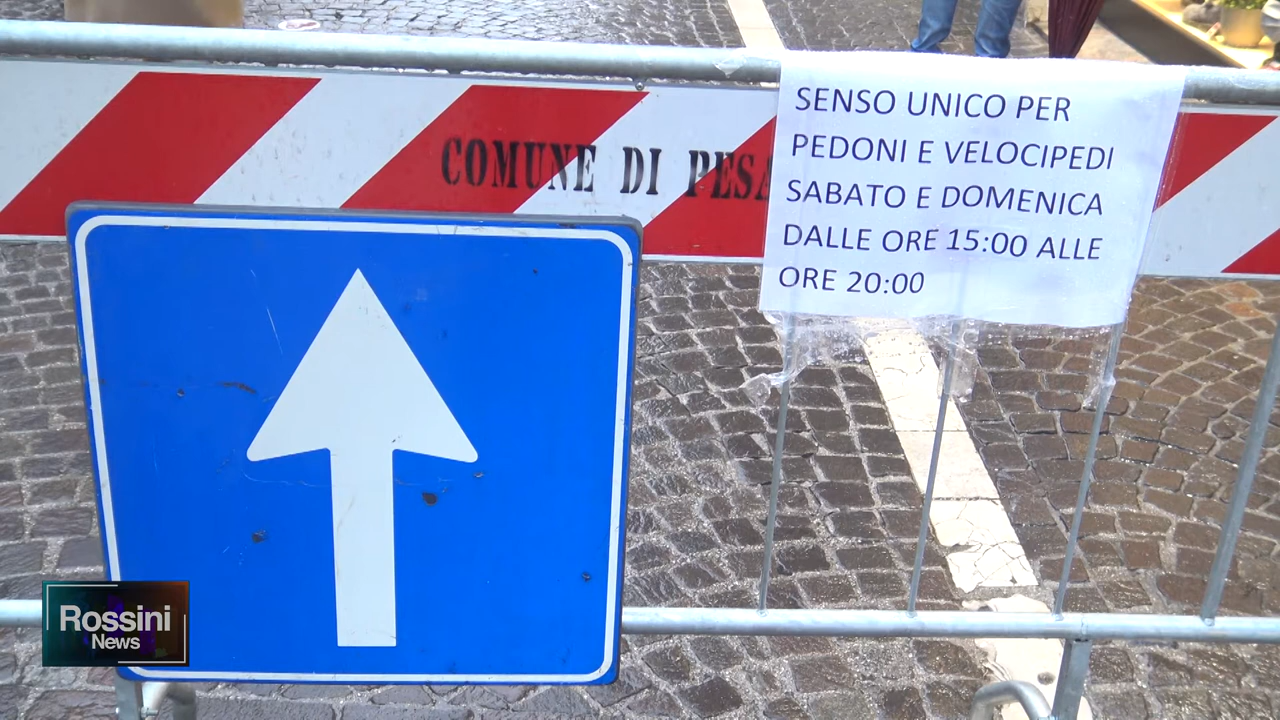 SENSO UNICO PER
PEDONI E VELOCIPEDI
SABATO E DOMENICA
DALLE ORE 15:00 ALLE
ORE 20:00
COMUNE DI PESA
Rossini
News